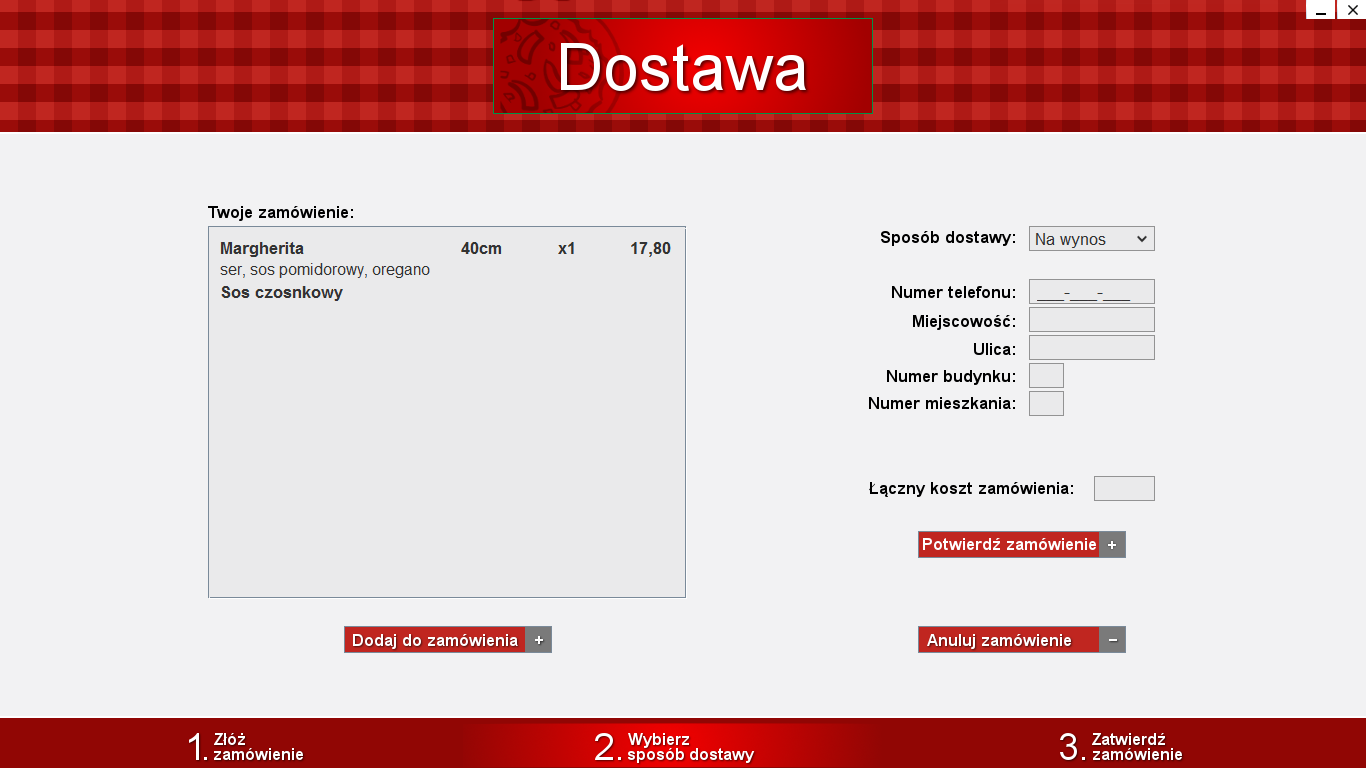 Dostawa
Twoje zamówienie:
Margherita 40cm x1 17,80
ser, sos pomidorowy, oregano
Sos czosnkowy
Sposób dostawy: Na wynos
Numer telefonu: ___-___-___
Miejscowość:
Ulica:
Numer budynku:
Numer mieszkania:
Łączny koszt zamówienia:
Potwierdź zamówienie +
Dodaj do zamówienia +
Anuluj zamówienie −
1. Złóż
zamówienie
2. Wybierz
sposób dostawy
3. Zatwierdź
zamówienie